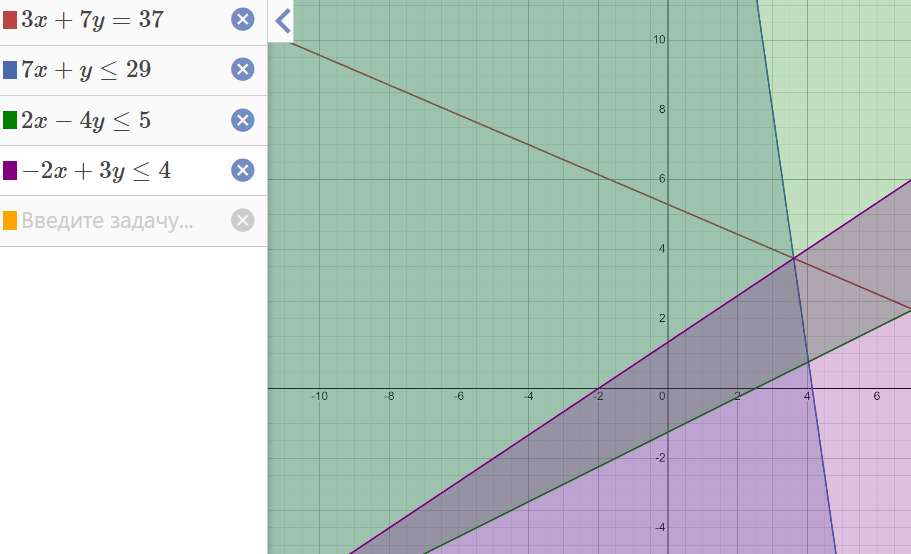 3x + 7y = 37
7x + y ≤ 29
2x − 4y ≤ 5
−2x + 3y ≤ 4
Введите задачу...
10
8
6
4
2
-10 -8 -6 -4 -2 0 2 4 6
-2
-4